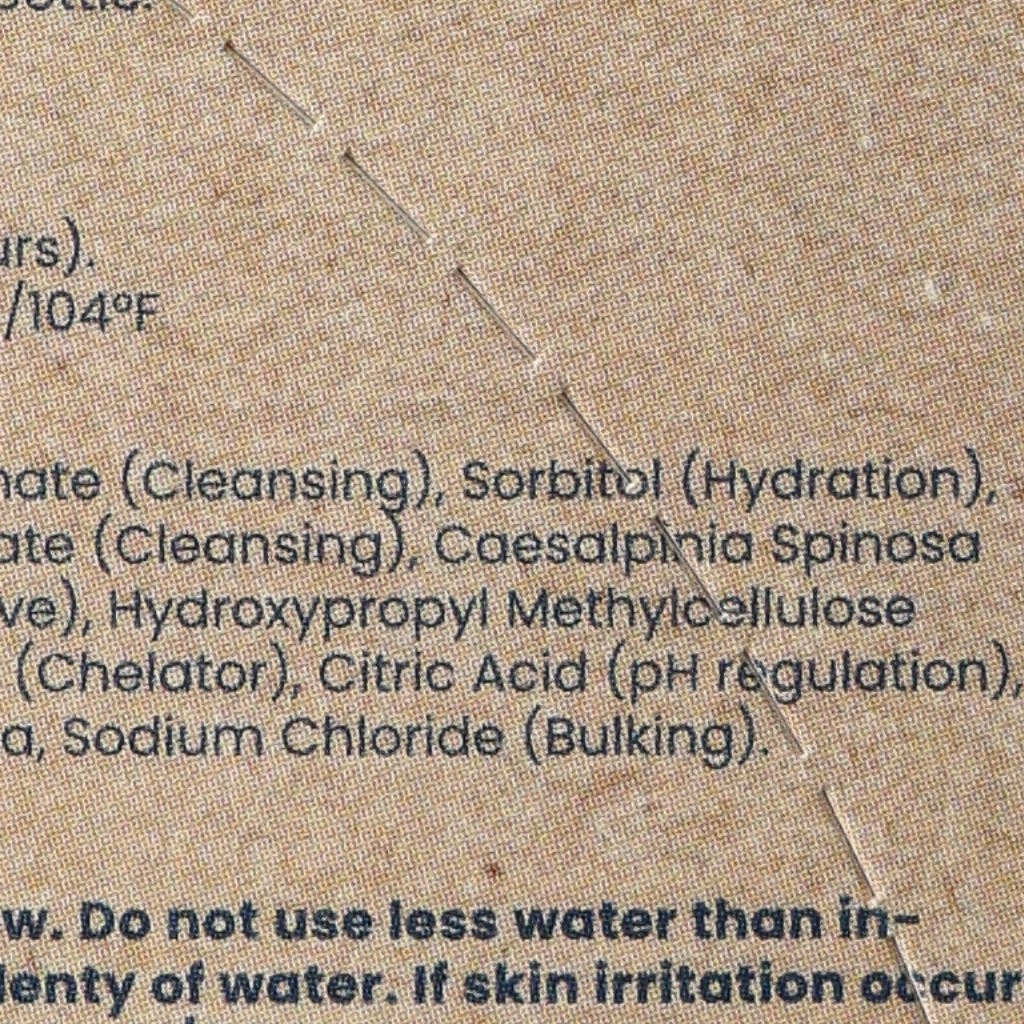 urs).
/104ºF
nate (Cleansing), Sorbitol (Hydration),
ate (Cleansing), Caesalpinia Spinosa
ve), Hydroxypropyl Methylcellulose
(Chelator), Citric Acid (pH regulation),
a, Sodium Chloride (Bulking).
w. Do not use less water than in-
lenty of water. If skin irritation occur